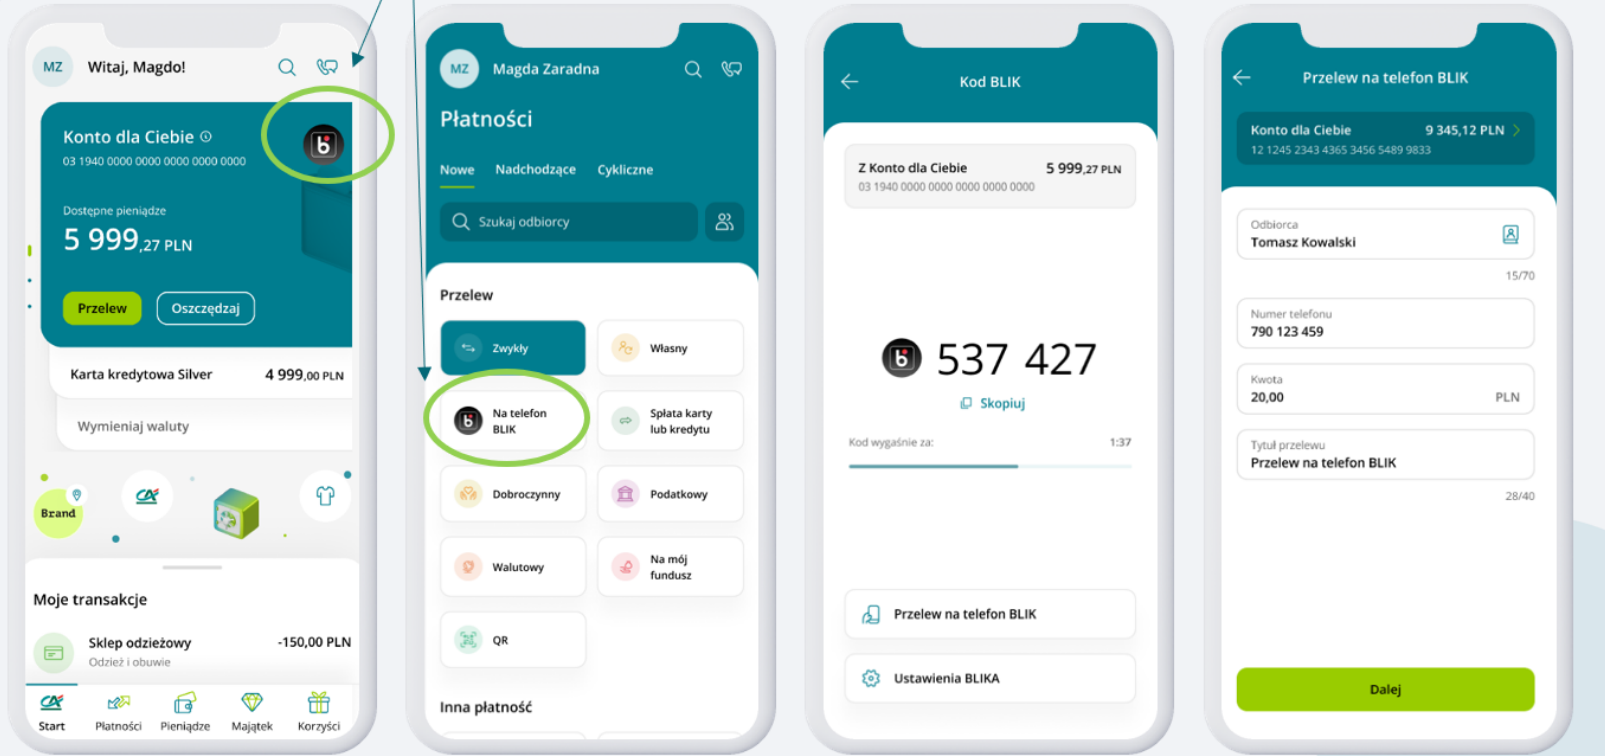 MZ
Witaj, Magdo!
Konto dla Ciebie
03 1940 0000 0000 0000 0000 0000
Dostępne pieniądze
5 999,27 PLN
Przelew
Oszczędzaj
Karta kredytowa Silver
4 999,00 PLN
Wymieniaj waluty
Brand
CA
Moje transakcje
Sklep odzieżowy
-150,00 PLN
Odzież i obuwie
Start
Płatności
Pieniądze
Majątek
Korzyści
MZ
Magda Zaradna
Płatności
Nowe
Nadchodzące
Cykliczne
Szukaj odbiorcy
Przelew
Zwykły
Własny
Na telefon
BLIK
Spłata karty
lub kredytu
Dobroczynny
Podatkowy
Walutowy
Na mój
fundusz
QR
Inna płatność
Kod BLIK
Z Konto dla Ciebie
5 999,27 PLN
03 1940 0000 0000 0000 0000 0000
537 427
Skopiuj
Kod wygaśnie za:
1:37
Przelew na telefon BLIK
Ustawienia BLIKA
Przelew na telefon BLIK
Konto dla Ciebie
9 345,12 PLN
12 1245 2343 4365 3456 5489 9833
Odbiorca
Tomasz Kowalski
15/70
Numer telefonu
790 123 459
Kwota
20,00
PLN
Tytuł przelewu
Przelew na telefon BLIK
28/40
Dalej